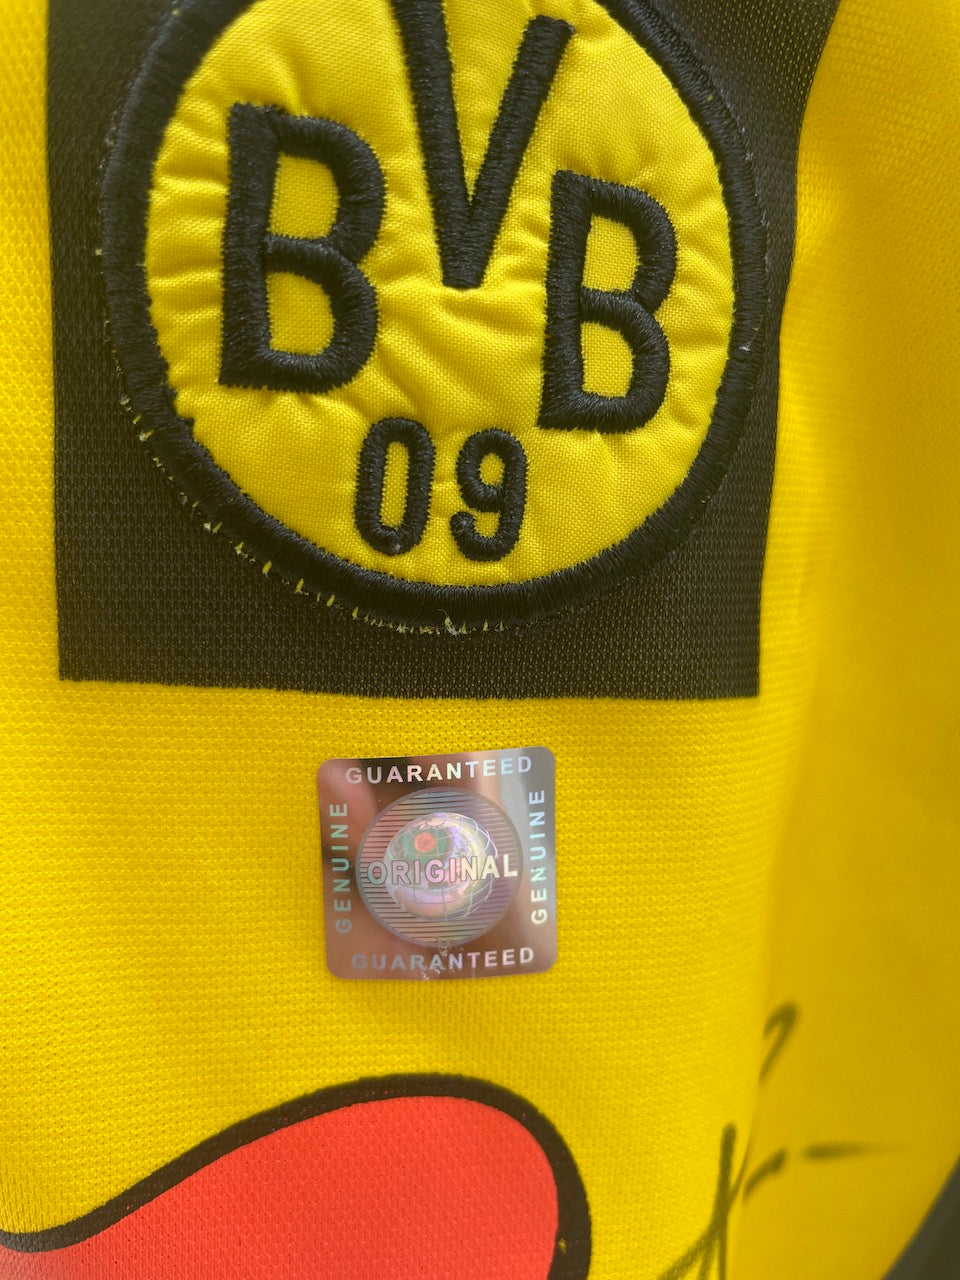 BVB
09
GUARANTEED
GENUINE
ORIGINAL
GENUINE
GUARANTEED